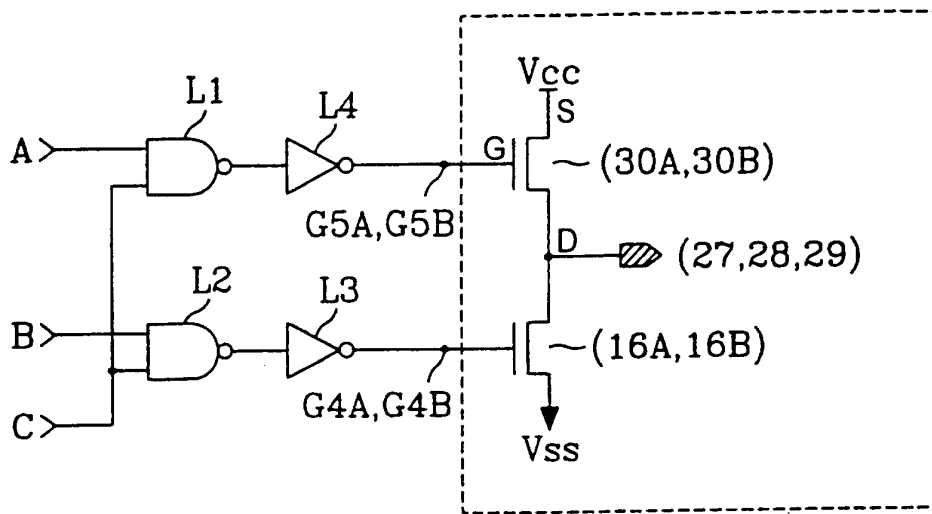 Vcc
S
L1
L4
A
G
(30A,30B)
G5A,G5B
D
(27,28,29)
L2
L3
B
(16A,16B)
G4A,G4B
C
Vss